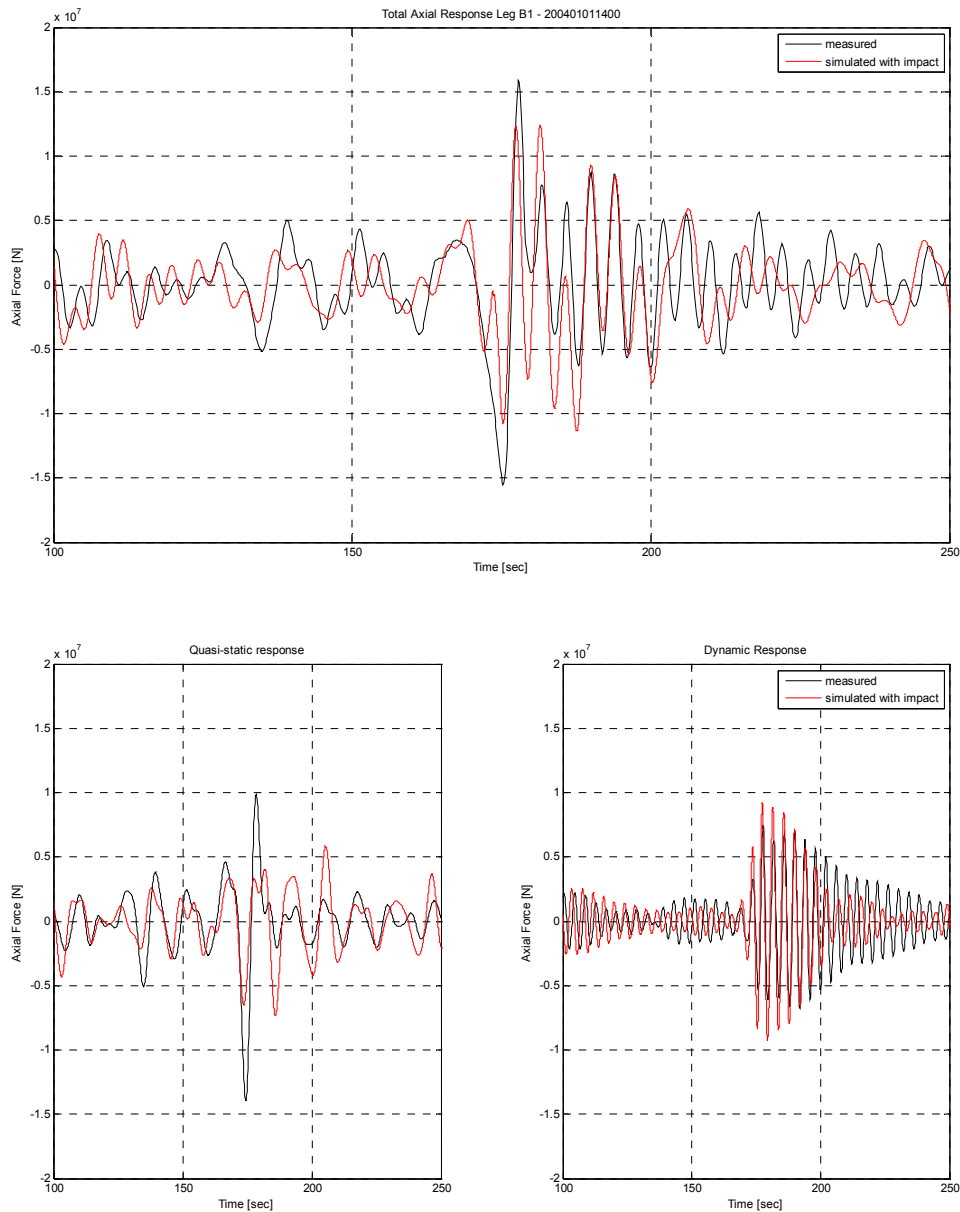 Total Axial Response Leg B1 - 200401011400
x 10^7
2
1.5
1
0.5
0
-0.5
-1
-1.5
-2
Axial Force [N]
measured
simulated with impact
100
150
200
250
Time [sec]
Quasi-static response
x 10^7
2
1.5
1
0.5
0
-0.5
-1
-1.5
-2
Axial Force [N]
100
150
200
250
Time [sec]
Dynamic Response
x 10^7
2
1.5
1
0.5
0
-0.5
-1
-1.5
-2
Axial Force [N]
measured
simulated with impact
100
150
200
250
Time [sec]